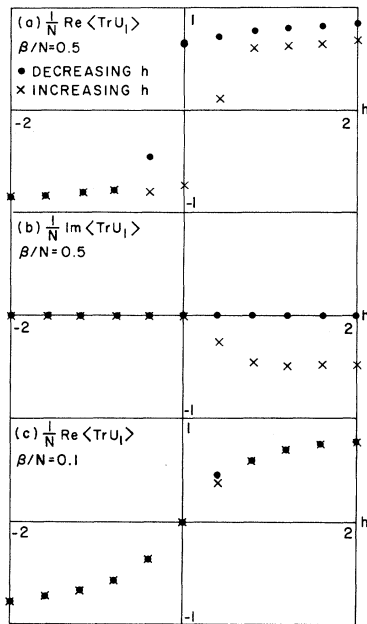 (a) 1/N Re ⟨TrU₁⟩ 1
β/N=0.5
● DECREASING h
× INCREASING h h
-2 2
-1
(b) 1/N Im ⟨TrU₁⟩
β/N=0.5
h
-2 2
-1
(c) 1/N Re ⟨TrU₁⟩ 1
β/N=0.1
h
-2 2
-1